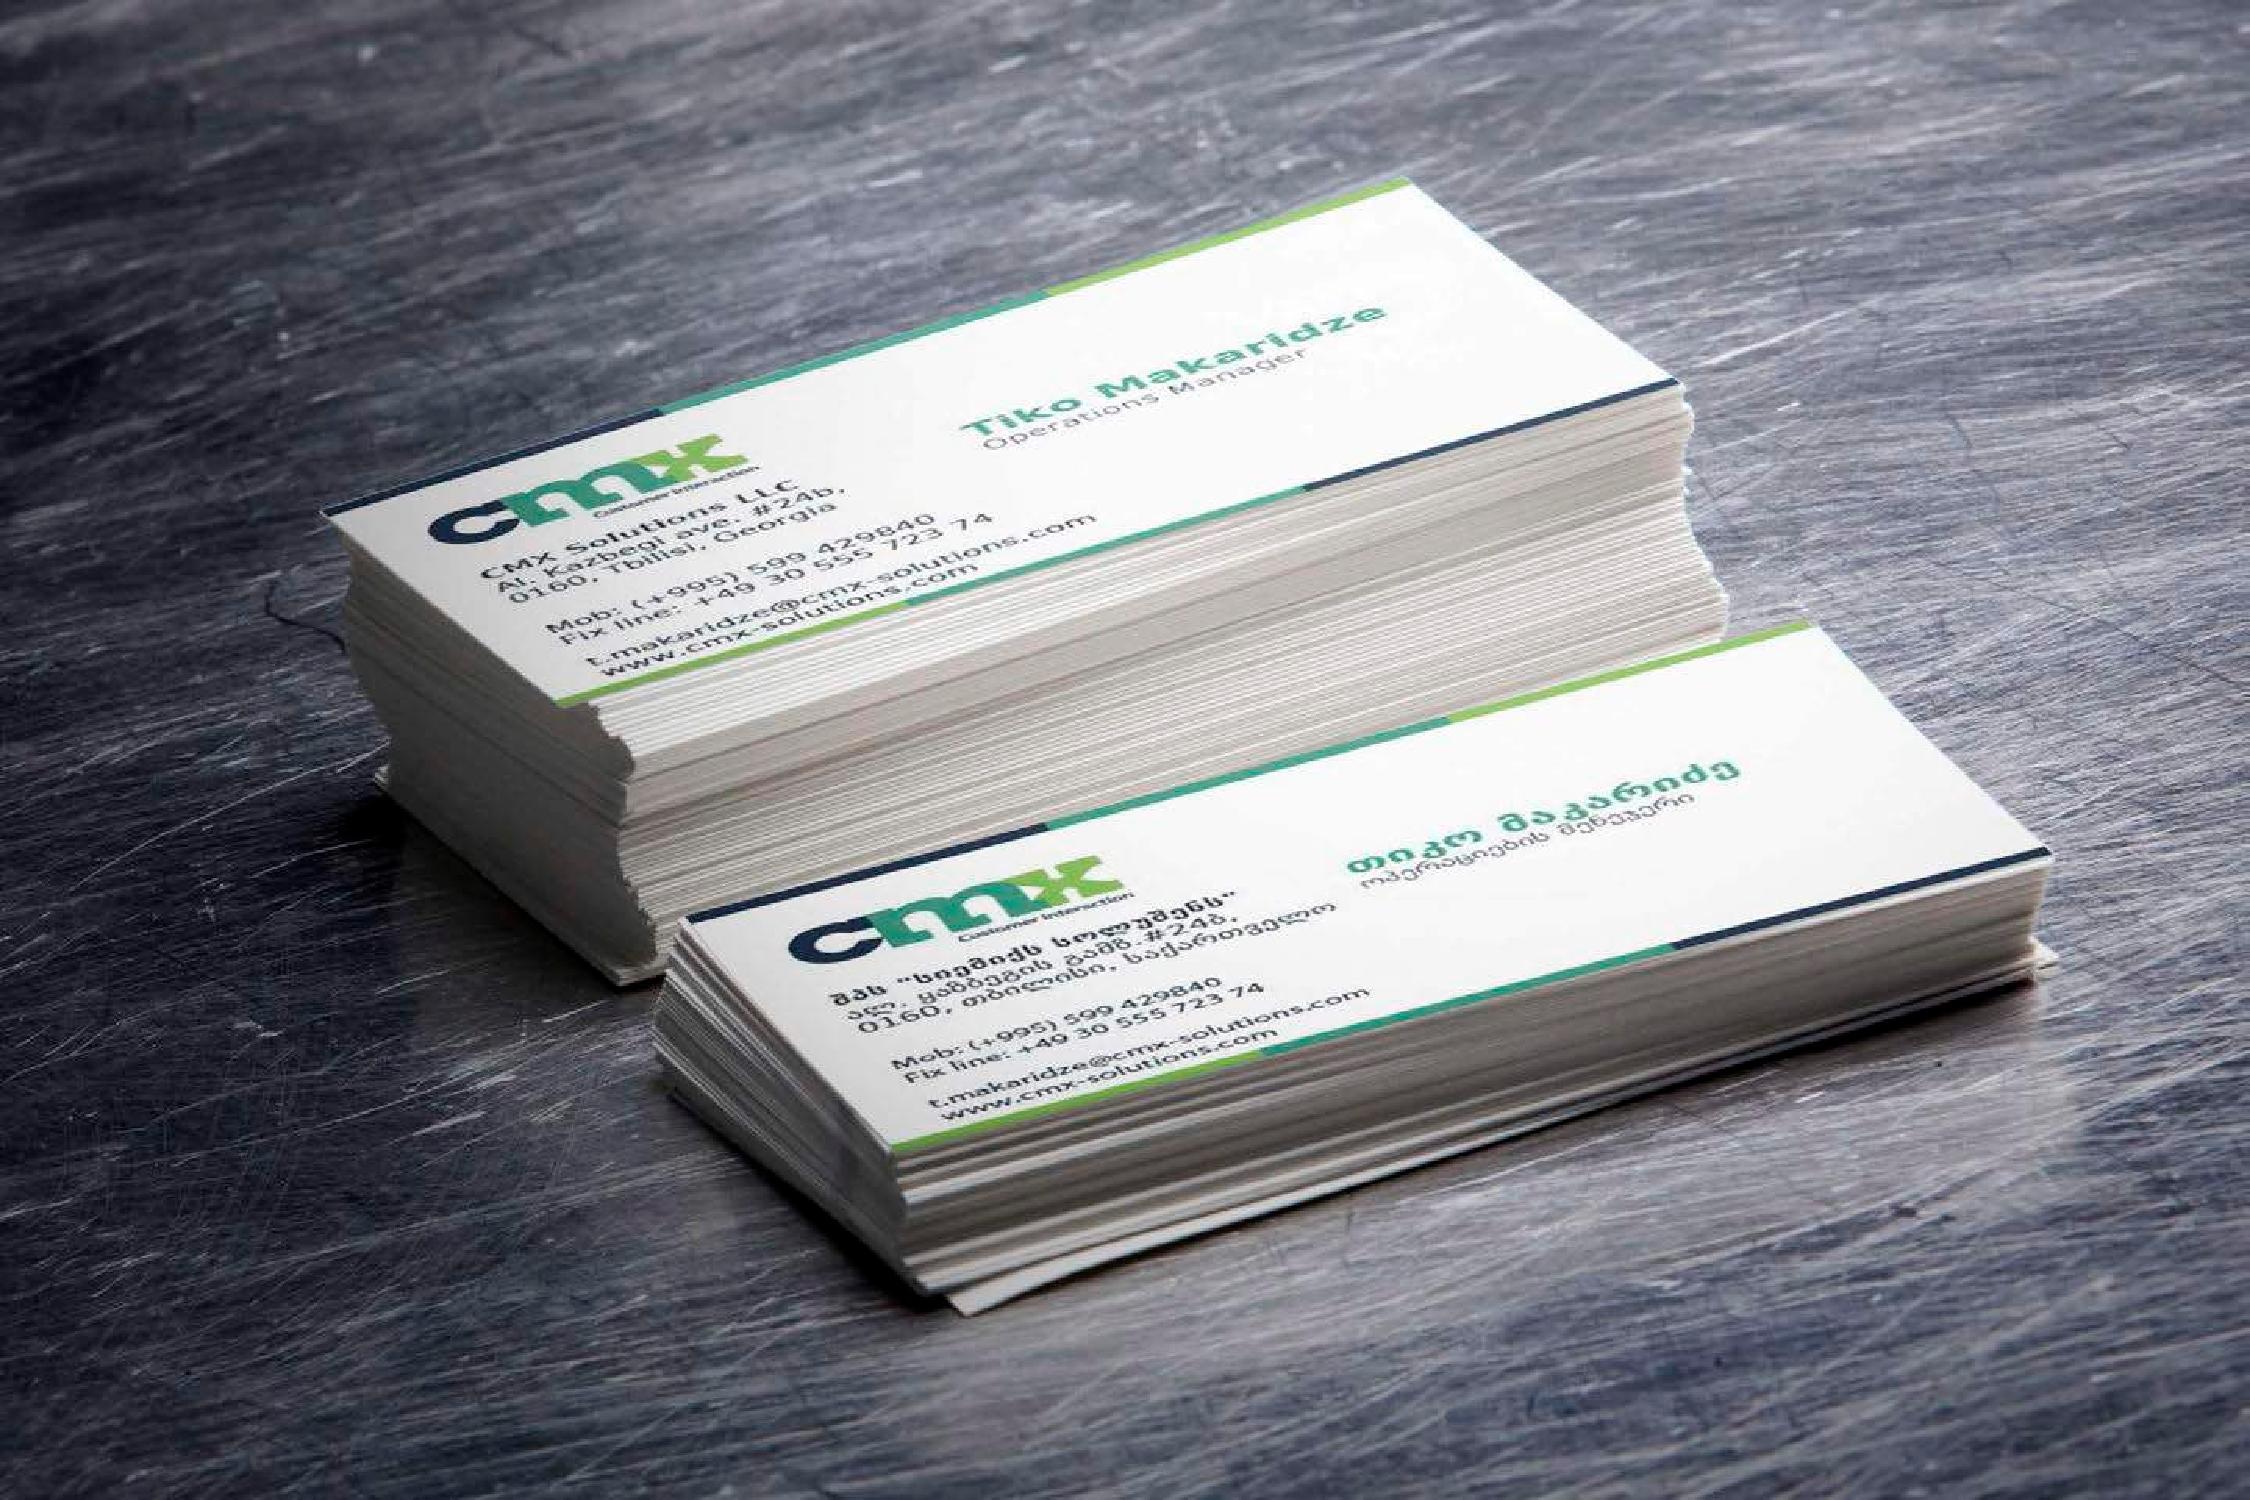 cmx
Customer Interaction
CMX Solutions LLC
Al. Kazbegi ave. #24b,
0160, Tbilisi, Georgia
Mob: (+995) 599 429840
Fix line: +49 30 555 723 74
t.makaridze@cmx-solutions.com
www.cmx-solutions.com
Tiko Makaridze
Operations Manager
cmx
Customer Interaction
შპს "სიემიქს სოლუშენს"
ალ. ყაზბეგის გამზ.#24ბ,
0160, თბილისი, საქართველო
Mob: (+995) 599 429840
Fix line: +49 30 555 723 74
t.makaridze@cmx-solutions.com
www.cmx-solutions.com
თიკო მაკარიძე
ოპერაციების მენეჯერი